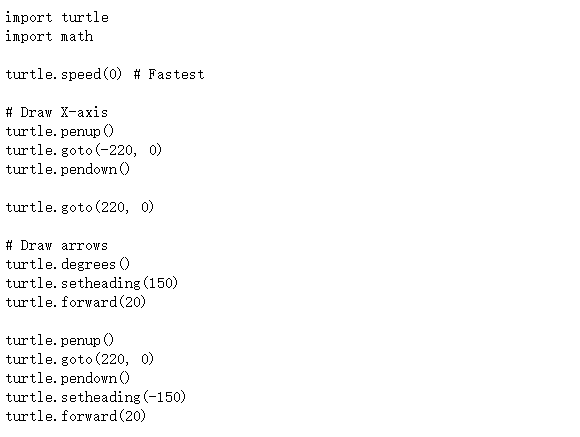 import turtle
import math
turtle.speed(0) # Fastest
# Draw X-axis
turtle.penup()
turtle.goto(-220, 0)
turtle.pendown()
turtle.goto(220, 0)
# Draw arrows
turtle.degrees()
turtle.setheading(150)
turtle.forward(20)
turtle.penup()
turtle.goto(220, 0)
turtle.pendown()
turtle.setheading(-150)
turtle.forward(20)